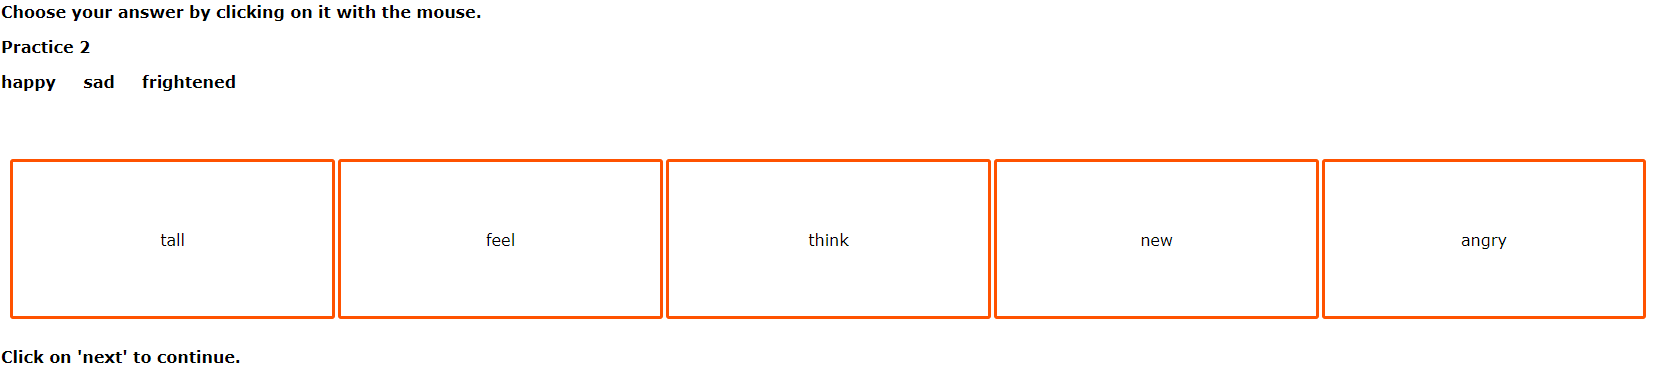 Choose your answer by clicking on it with the mouse.
Practice 2
happy sad frightened
tall feel think new angry
Click on 'next' to continue.